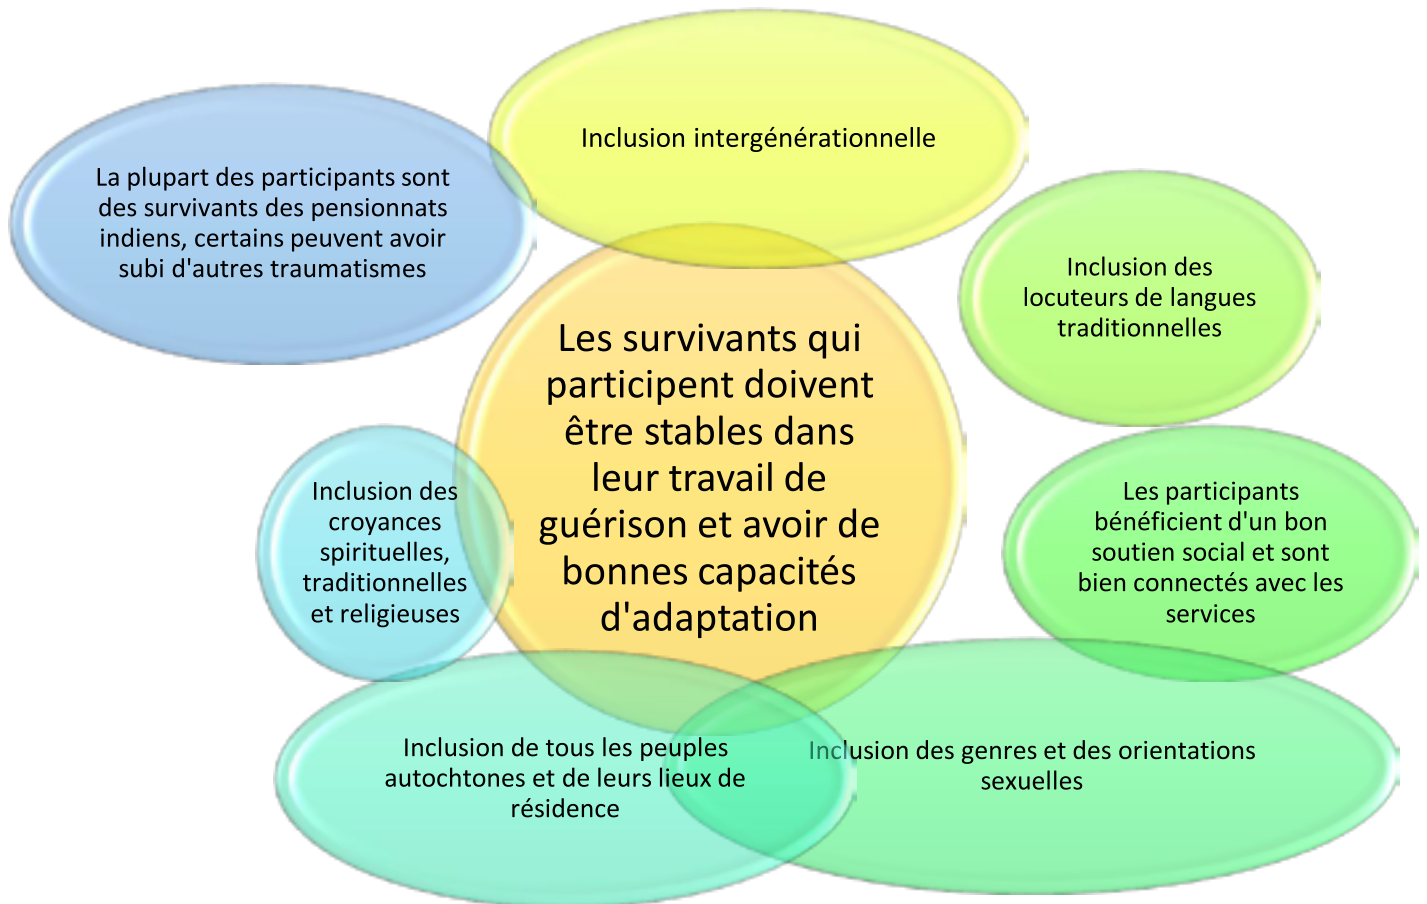 Inclusion intergénérationnelle
La plupart des participants sont
des survivants des pensionnats
indiens, certains peuvent avoir
subi d'autres traumatismes
Inclusion des
locuteurs de langues
traditionnelles
Les survivants qui
participent doivent
être stables dans
leur travail de
guérison et avoir de
bonnes capacités
d'adaptation
Inclusion des
croyances
spirituelles,
traditionnelles
et religieuses
Les participants
bénéficient d'un bon
soutien social et sont
bien connectés avec les
services
Inclusion de tous les peuples
autochtones et de leurs lieux de
résidence
Inclusion des genres et des orientations
sexuelles